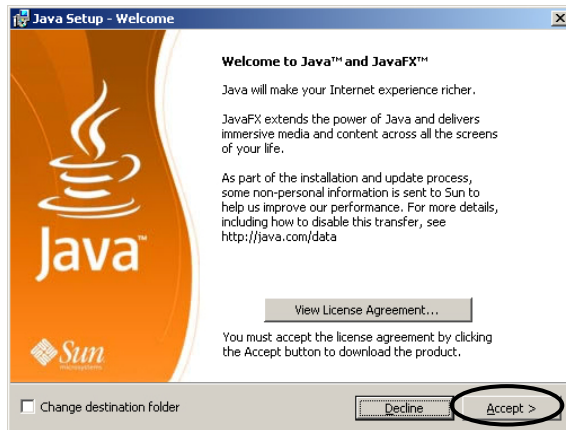 Java Setup - Welcome
Welcome to Java™ and JavaFX™
Java will make your Internet experience richer.
JavaFX extends the power of Java and delivers
immersive media and content across all the screens
of your life.
As part of the installation and update process,
some non-personal information is sent to Sun to
help us improve our performance. For more details,
including how to disable this transfer, see
http://java.com/data
Java™
View License Agreement...
You must accept the license agreement by clicking
the Accept button to download the product.
Sun
microsystems
Change destination folder
Decline
Accept >